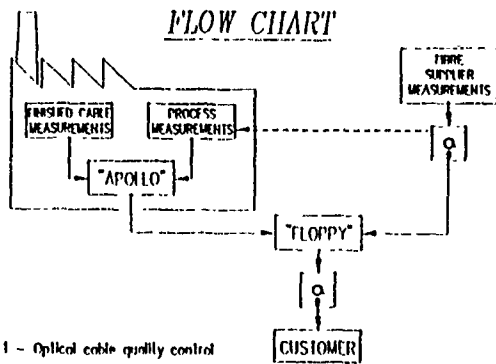 FLOW CHART
FINISHED CABLE
MEASUREMENTS
PROCESS
MEASUREMENTS
FIBRE
SUPPLIER
MEASUREMENTS
Q
"APOLLO"
"FLOPPY"
Q
CUSTOMER
1 - Optical cable quality control